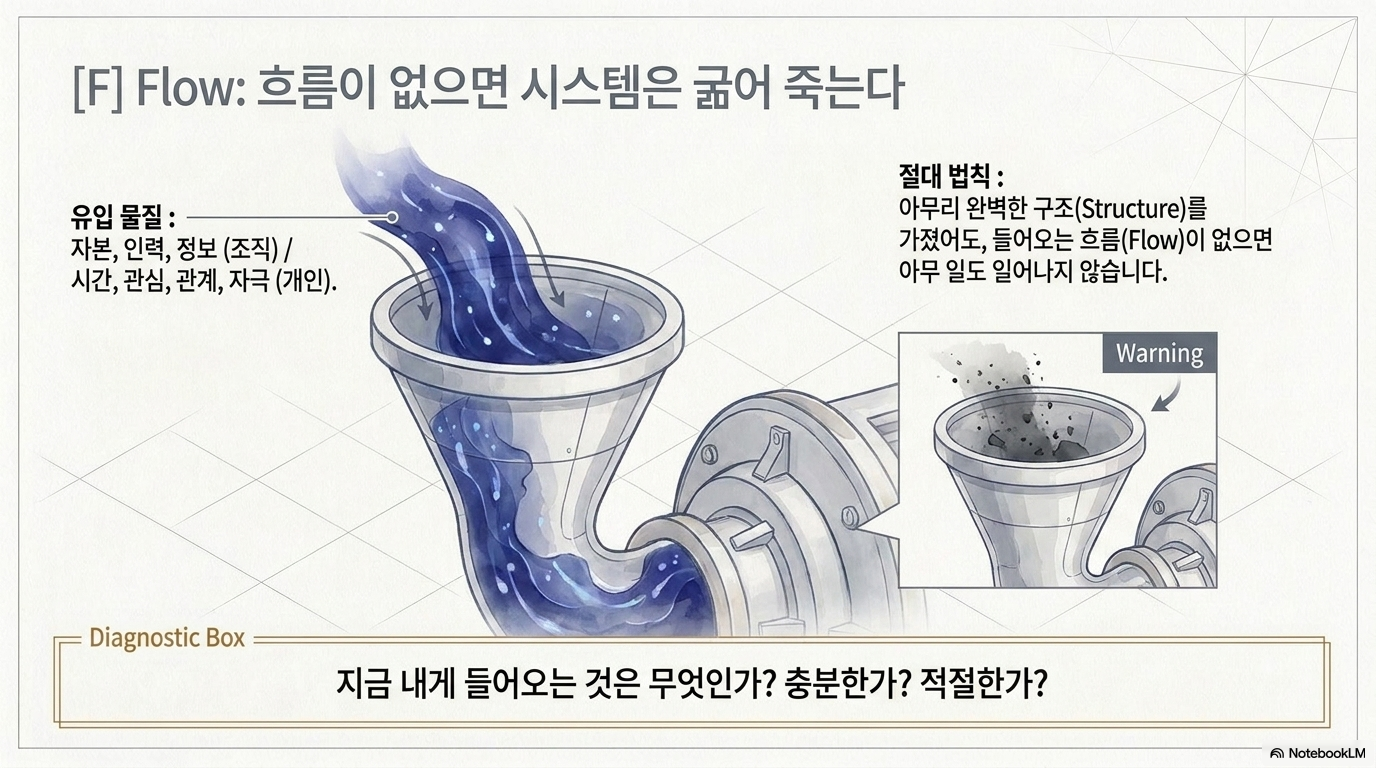 [F] Flow: 흐름이 없으면 시스템은 굶어 죽는다
유입 물질 :
자본, 인력, 정보 (조직) /
시간, 관심, 관계, 자극 (개인).
절대 법칙 :
아무리 완벽한 구조(Structure)를
가졌어도, 들어오는 흐름(Flow)이 없으면
아무 일도 일어나지 않습니다.
Warning
Diagnostic Box
지금 내게 들어오는 것은 무엇인가? 충분한가? 적절한가?
NotebookLM